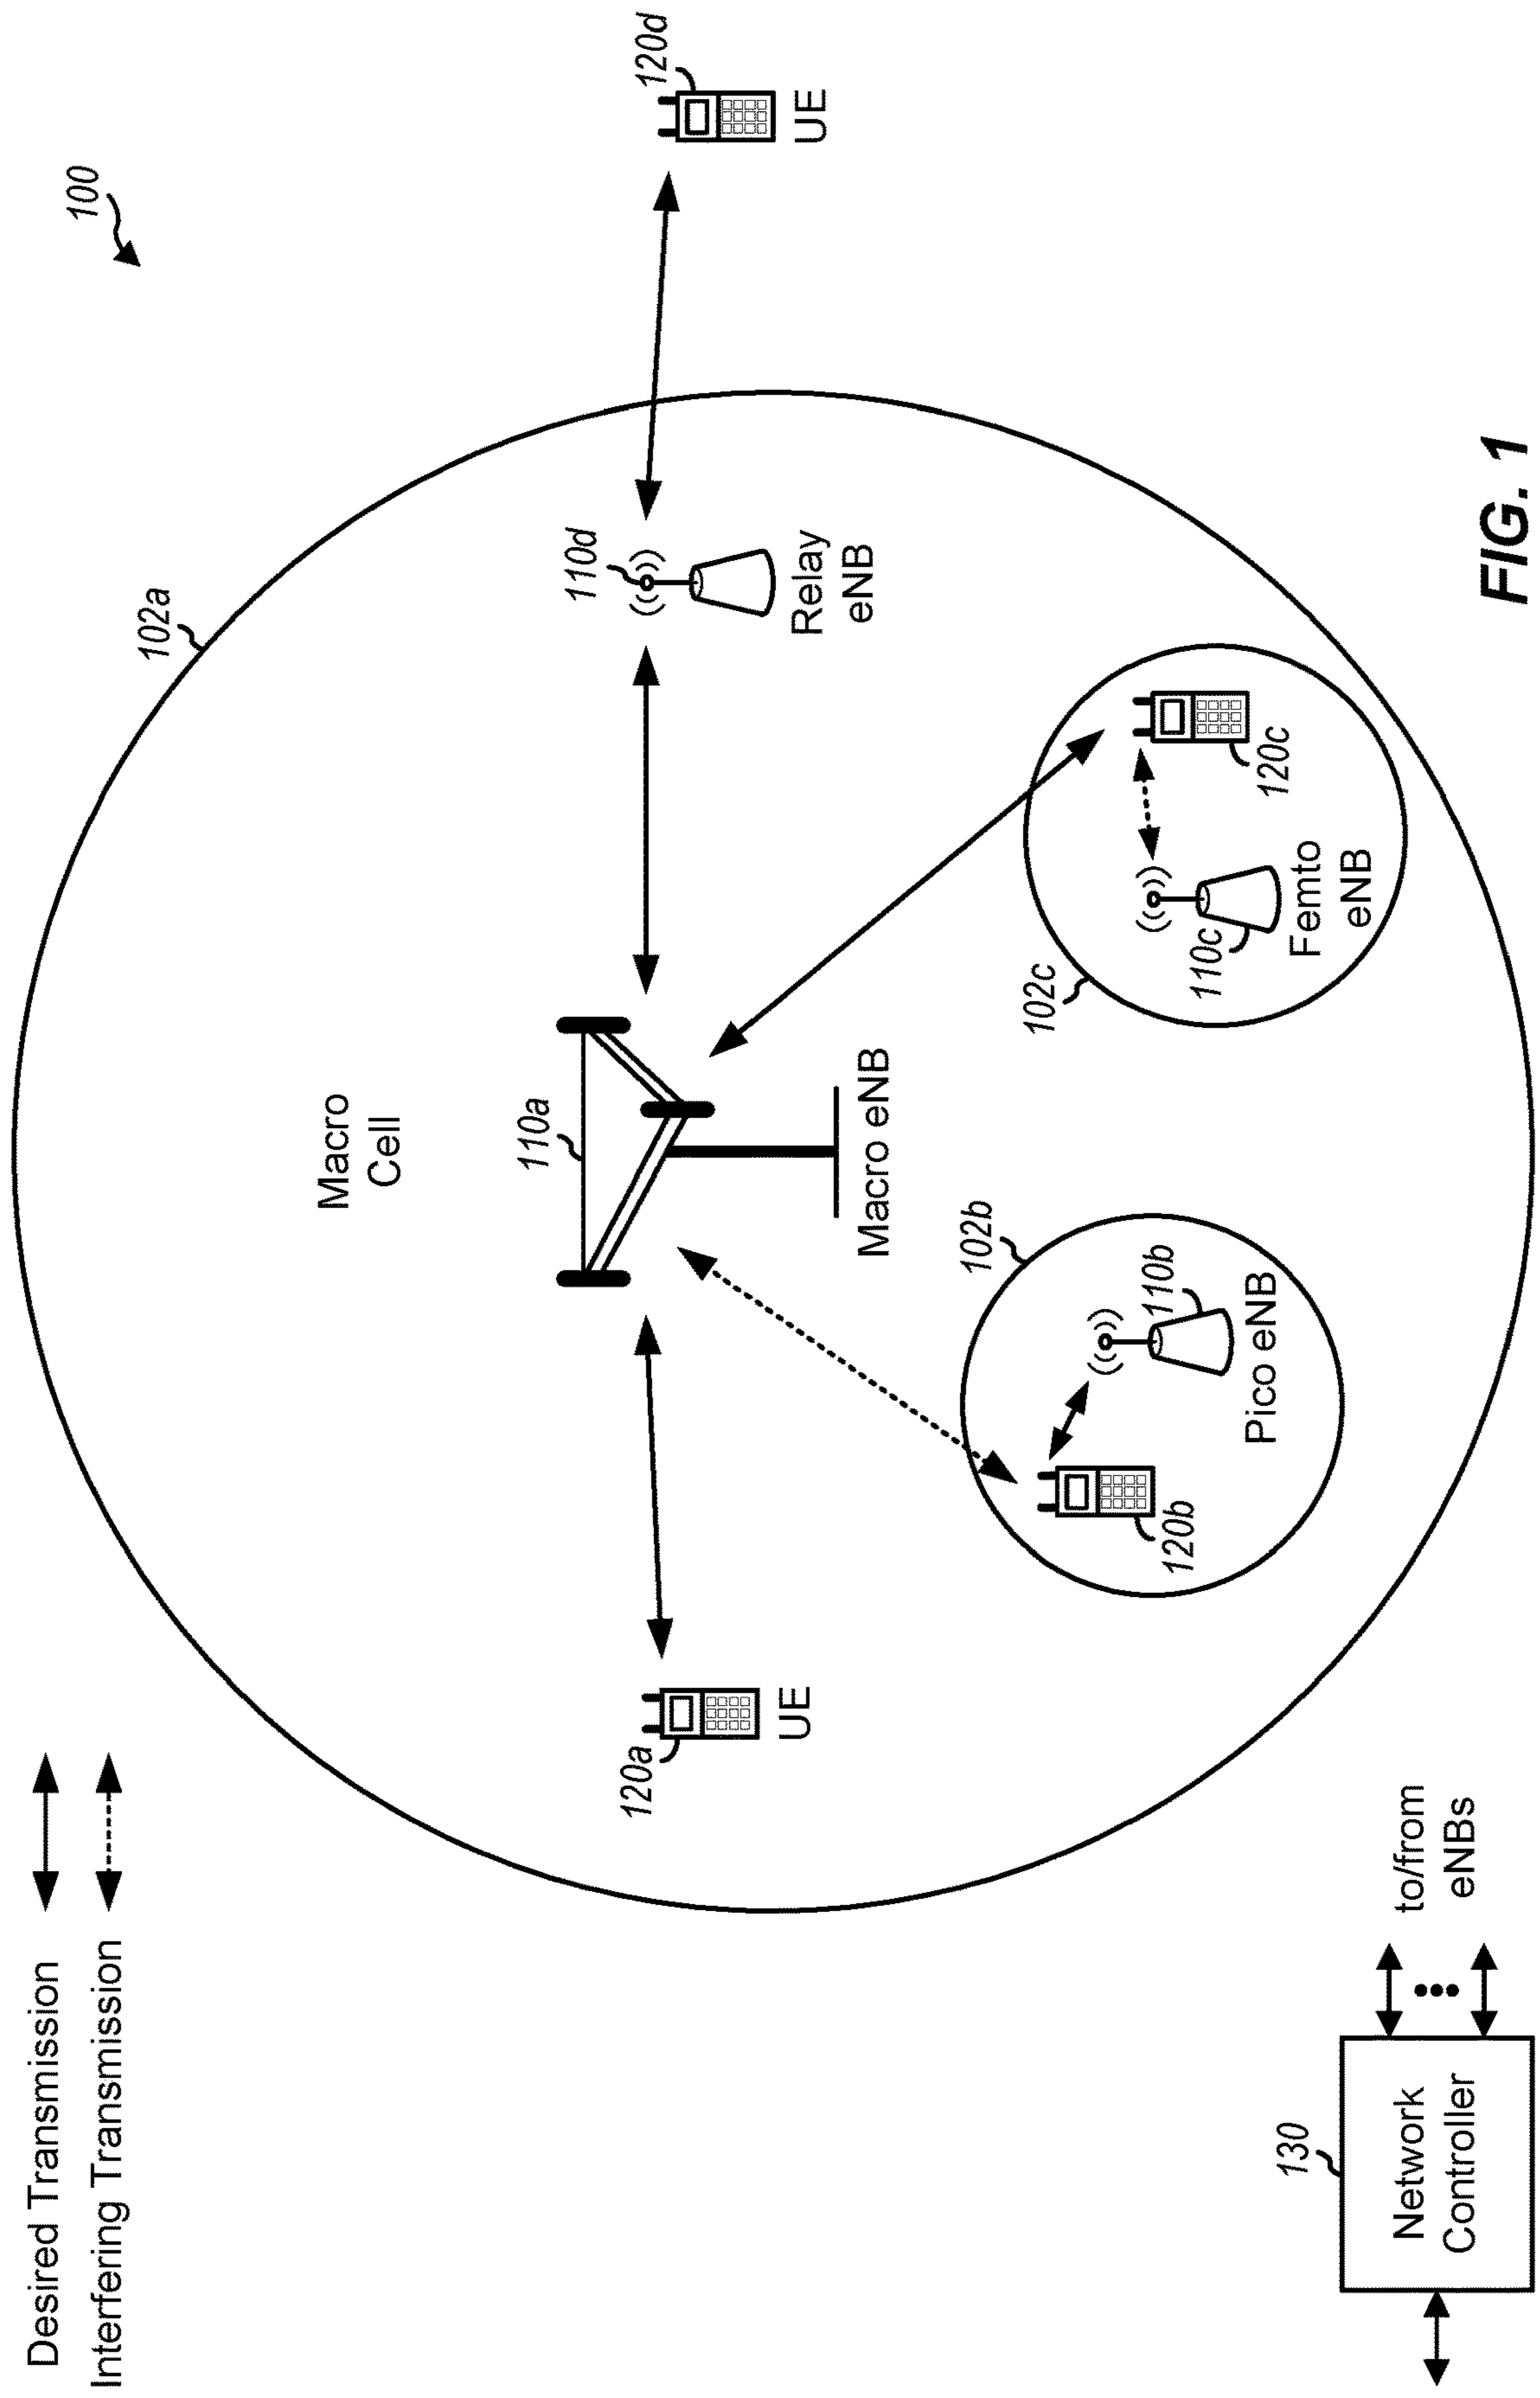 Desired Transmission
Interfering Transmission
100
102a
Macro
Cell
110a
Macro eNB
120a
UE
110d
Relay
eNB
120d
UE
102b
120b
110b
Pico eNB
102c
110c
Femto
eNB
120c
130
Network
Controller
to/from
eNBs
FIG. 1